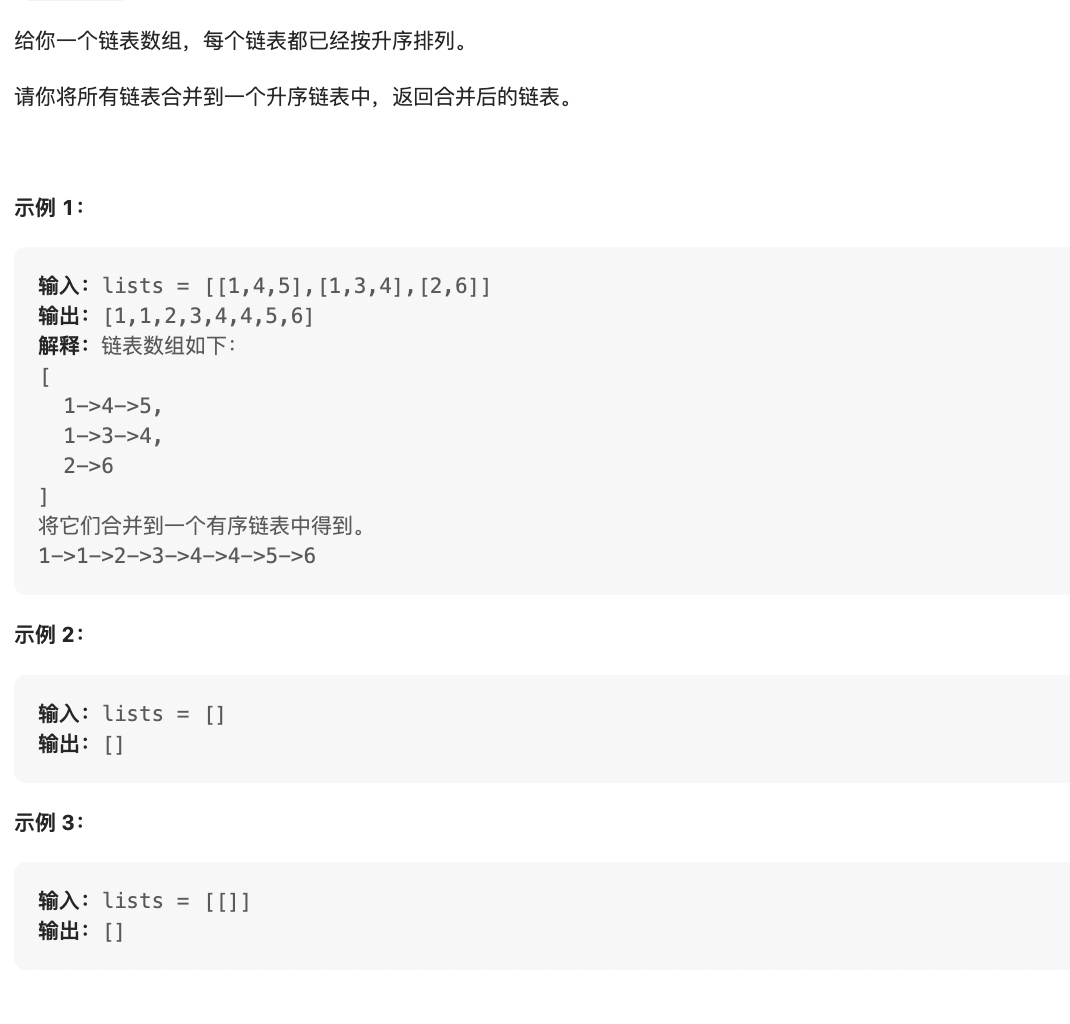 给你一个链表数组，每个链表都已经按升序排列。
请你将所有链表合并到一个升序链表中，返回合并后的链表。
示例 1：
输入：lists = [[1,4,5],[1,3,4],[2,6]]
输出：[1,1,2,3,4,4,5,6]
解释：链表数组如下：
[
  1->4->5,
  1->3->4,
  2->6
]
将它们合并到一个有序链表中得到。
1->1->2->3->4->4->5->6
示例 2：
输入：lists = []
输出：[]
示例 3：
输入：lists = [[]]
输出：[]